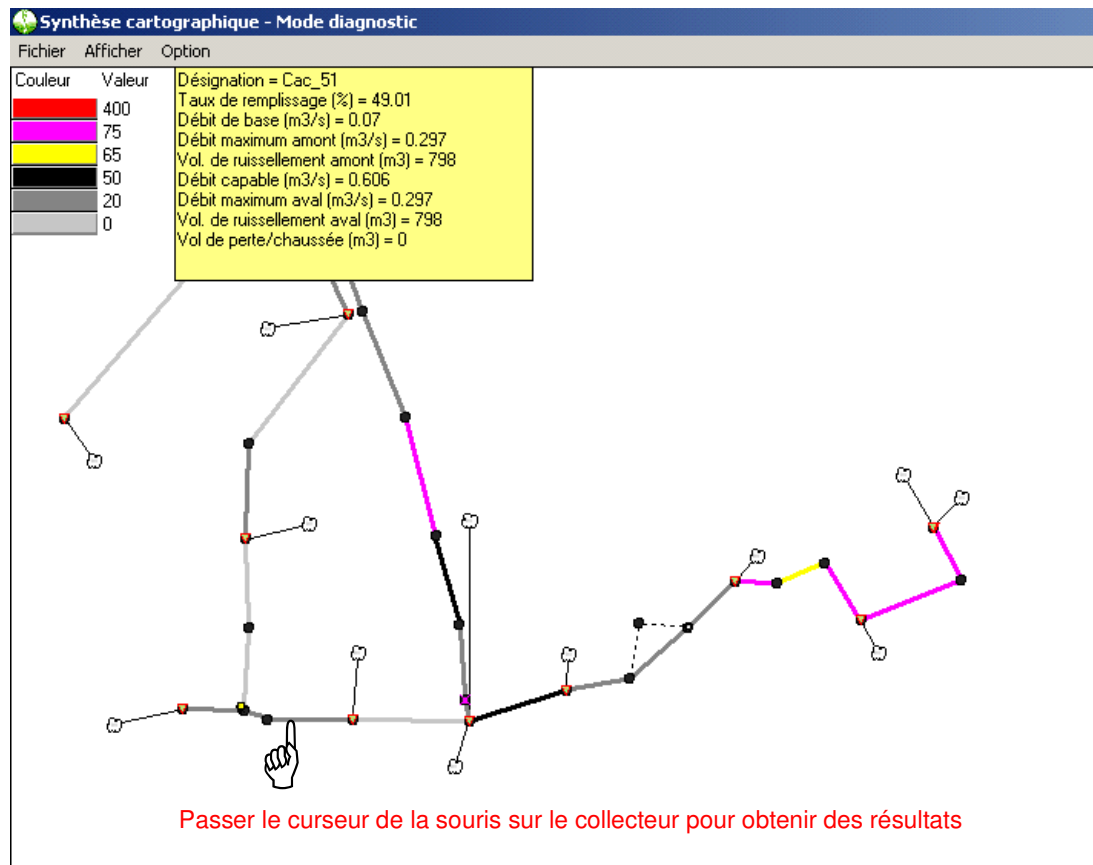 Synthèse cartographique - Mode diagnostic
Fichier Afficher Option
Couleur Valeur
400
75
65
50
20
0
Désignation = Cac_51
Taux de remplissage (%) = 49.01
Débit de base (m3/s) = 0.07
Débit maximum amont (m3/s) = 0.297
Vol. de ruissellement amont (m3) = 798
Débit capable (m3/s) = 0.606
Débit maximum aval (m3/s) = 0.297
Vol. de ruissellement aval (m3) = 798
Vol de perte/chaussée (m3) = 0
Passer le curseur de la souris sur le collecteur pour obtenir des résultats